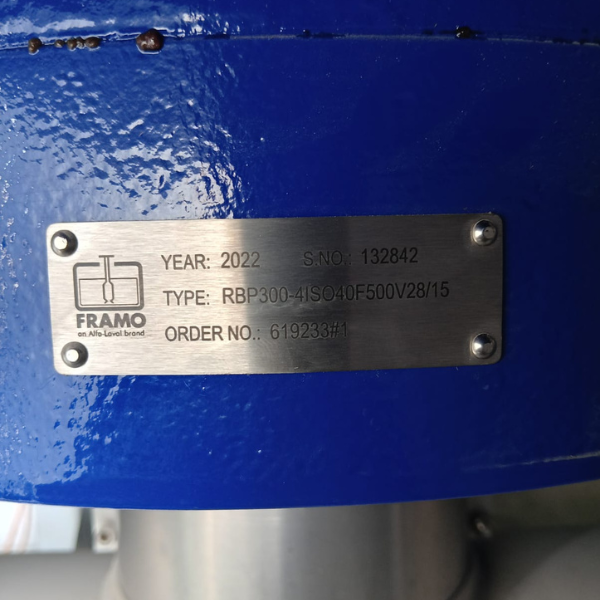 YEAR: 2022 S.NO.: 132842
TYPE: RBP300-4ISO40F500V28/15
ORDER NO.: 619233#1
FRAMO
an Alfa-Laval brand